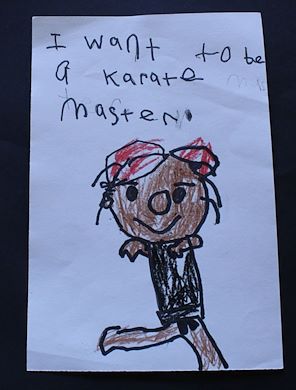 I want to be
a karate
master.